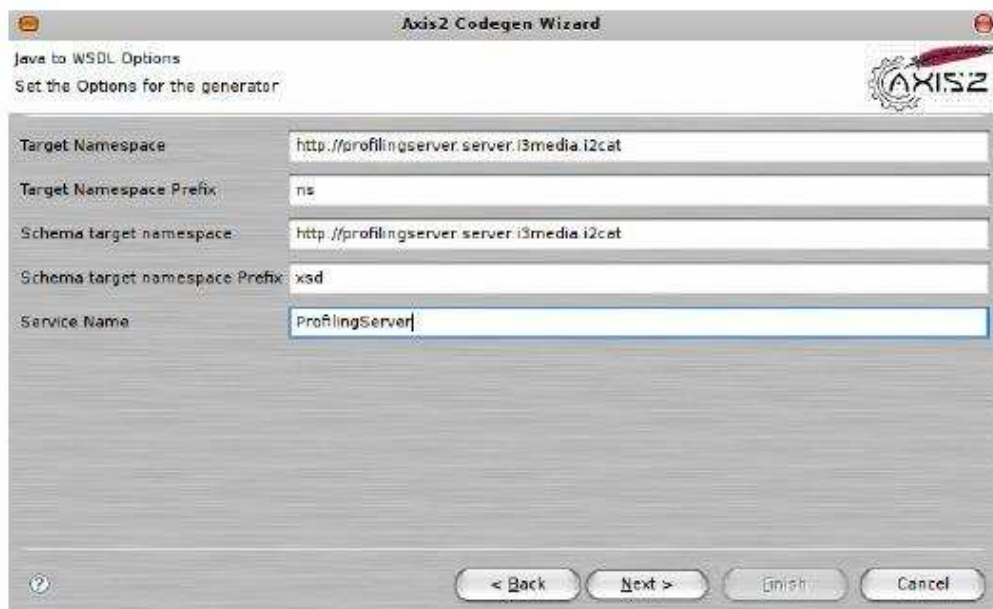 Axis2 Codegen Wizard
Java to WSDL Options
Set the Options for the generator
AXIS2
Target Namespace http://profilingserver.server.i3media.i2cat
Target Namespace Prefix ns
Schema target namespace http://profilingserver.server.i3media.i2cat
Schema target namespace Prefix xsd
Service Name ProfilingServer
? < Back Next > Finish Cancel